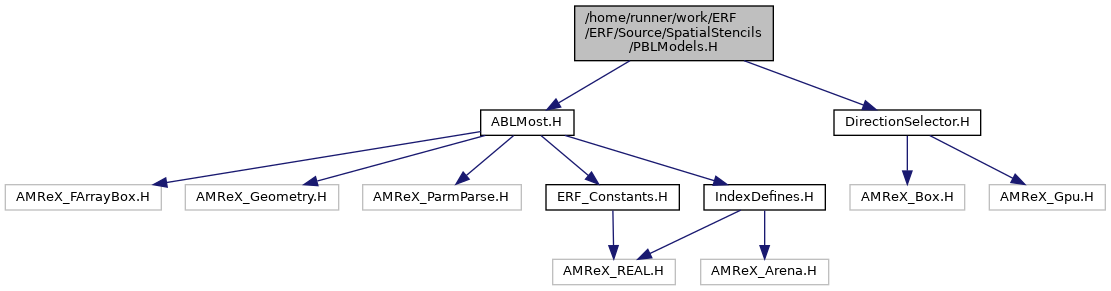 /home/runner/work/ERF
/ERF/Source/SpatialStencils
/PBLModels.H
ABLMost.H
DirectionSelector.H
AMReX_FArrayBox.H
AMReX_Geometry.H
AMReX_ParmParse.H
ERF_Constants.H
IndexDefines.H
AMReX_Box.H
AMReX_Gpu.H
AMReX_REAL.H
AMReX_Arena.H